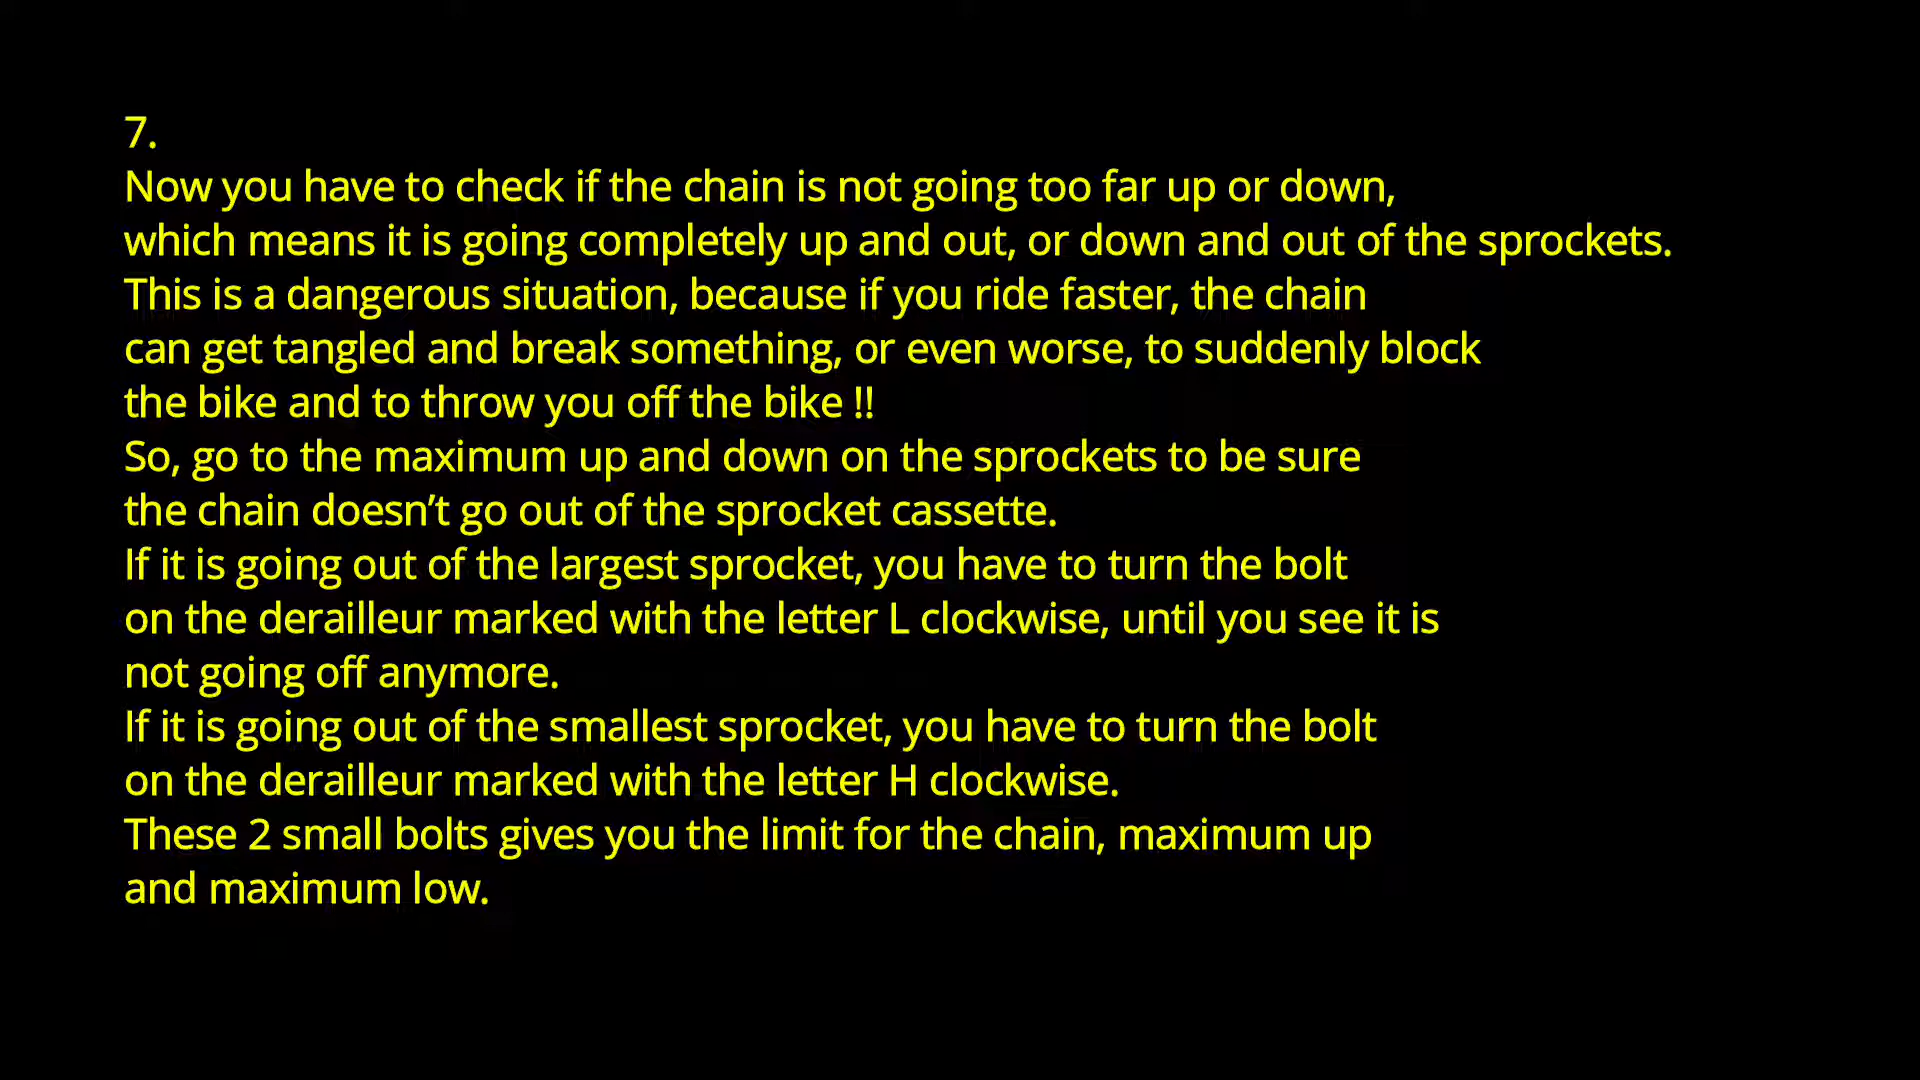 7.
Now you have to check if the chain is not going too far up or down,
which means it is going completely up and out, or down and out of the sprockets.
This is a dangerous situation, because if you ride faster, the chain
can get tangled and break something, or even worse, to suddenly block
the bike and to throw you off the bike !!
So, go to the maximum up and down on the sprockets to be sure
the chain doesn’t go out of the sprocket cassette.
If it is going out of the largest sprocket, you have to turn the bolt
on the derailleur marked with the letter L clockwise, until you see it is
not going off anymore.
If it is going out of the smallest sprocket, you have to turn the bolt
on the derailleur marked with the letter H clockwise.
These 2 small bolts gives you the limit for the chain, maximum up
and maximum low.